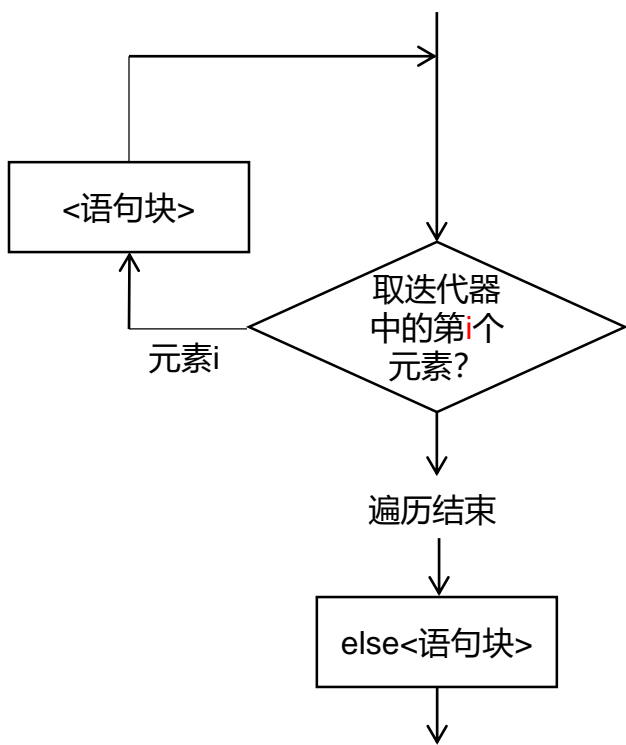 <语句块>
取迭代器
中的第i个
元素?
元素i
遍历结束
else<语句块>